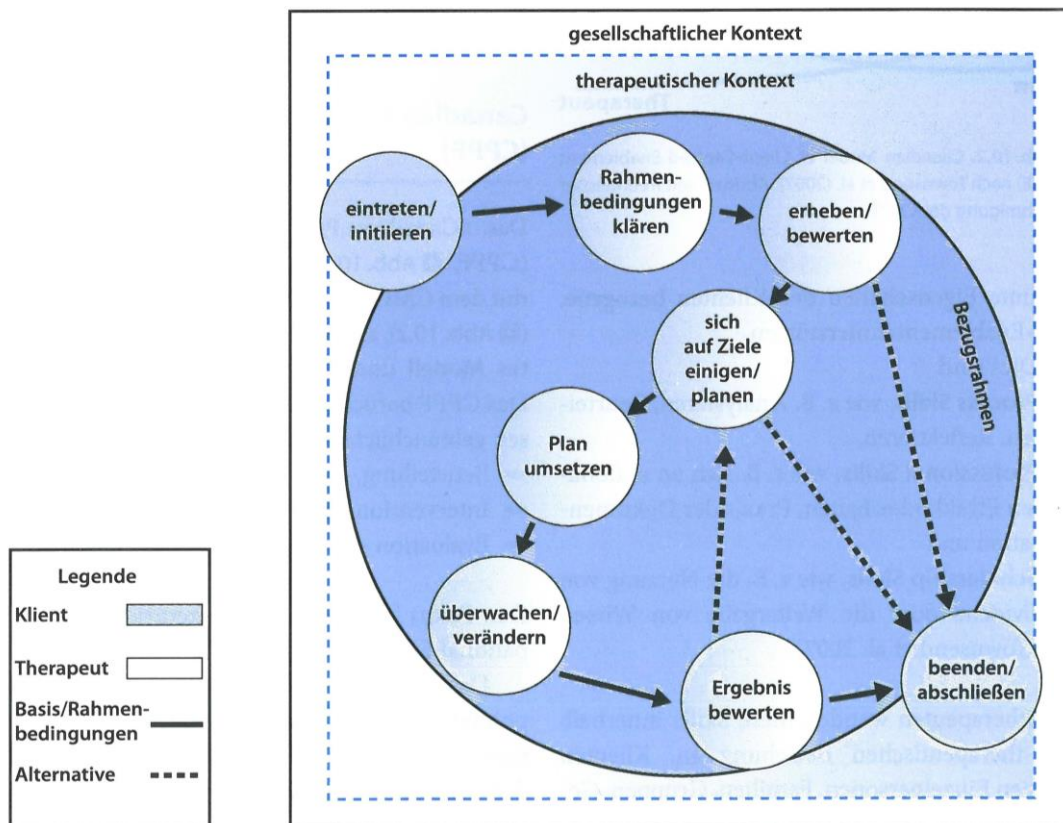 gesellschaftlicher Kontext
therapeutischer Kontext
eintreten/
initiieren
Rahmen-
bedingungen
klären
erheben/
bewerten
sich
auf Ziele
einigen/
planen
Bezugsrahmen
Plan
umsetzen
überwachen/
verändern
Ergebnis
bewerten
beenden/
abschließen
Legende
Klient
Therapeut
Basis/Rahmen-
bedingungen
Alternative